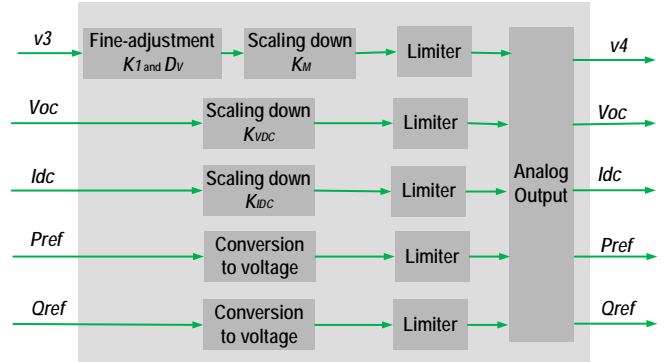 v3
Fine-adjustment
K1 and DV
Scaling down
KM
Limiter
v4
Voc
Scaling down
KVDC
Limiter
Voc
Idc
Scaling down
KIDC
Limiter
Analog
Output
Idc
Pref
Conversion
to voltage
Limiter
Pref
Qref
Conversion
to voltage
Limiter
Qref